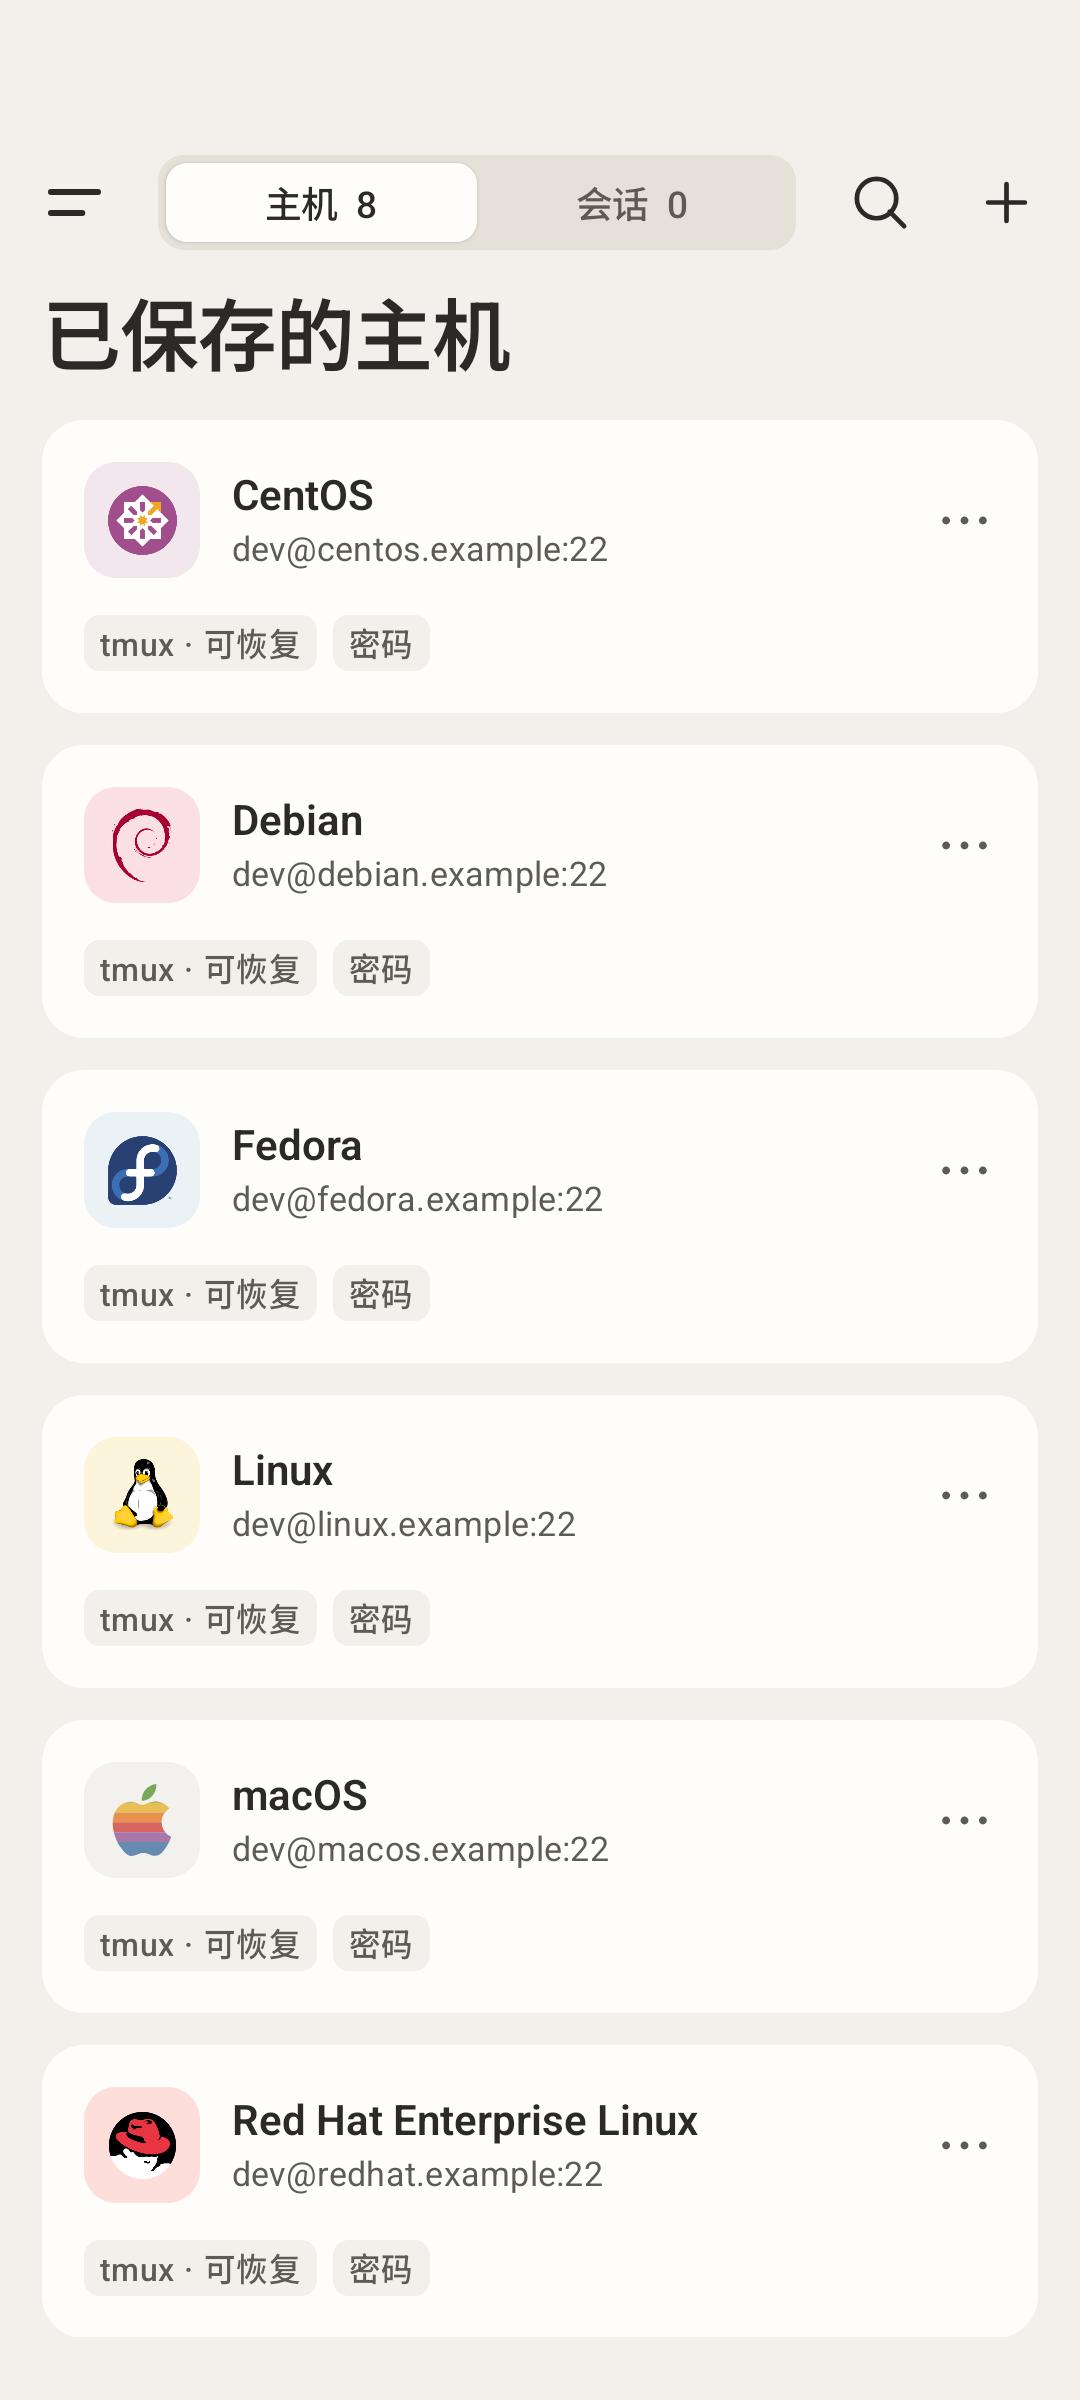 主机 8
会话 0
已保存的主机
CentOS
dev@centos.example:22
tmux · 可恢复
密码
Debian
dev@debian.example:22
tmux · 可恢复
密码
Fedora
dev@fedora.example:22
tmux · 可恢复
密码
Linux
dev@linux.example:22
tmux · 可恢复
密码
macOS
dev@macos.example:22
tmux · 可恢复
密码
Red Hat Enterprise Linux
dev@redhat.example:22
tmux · 可恢复
密码